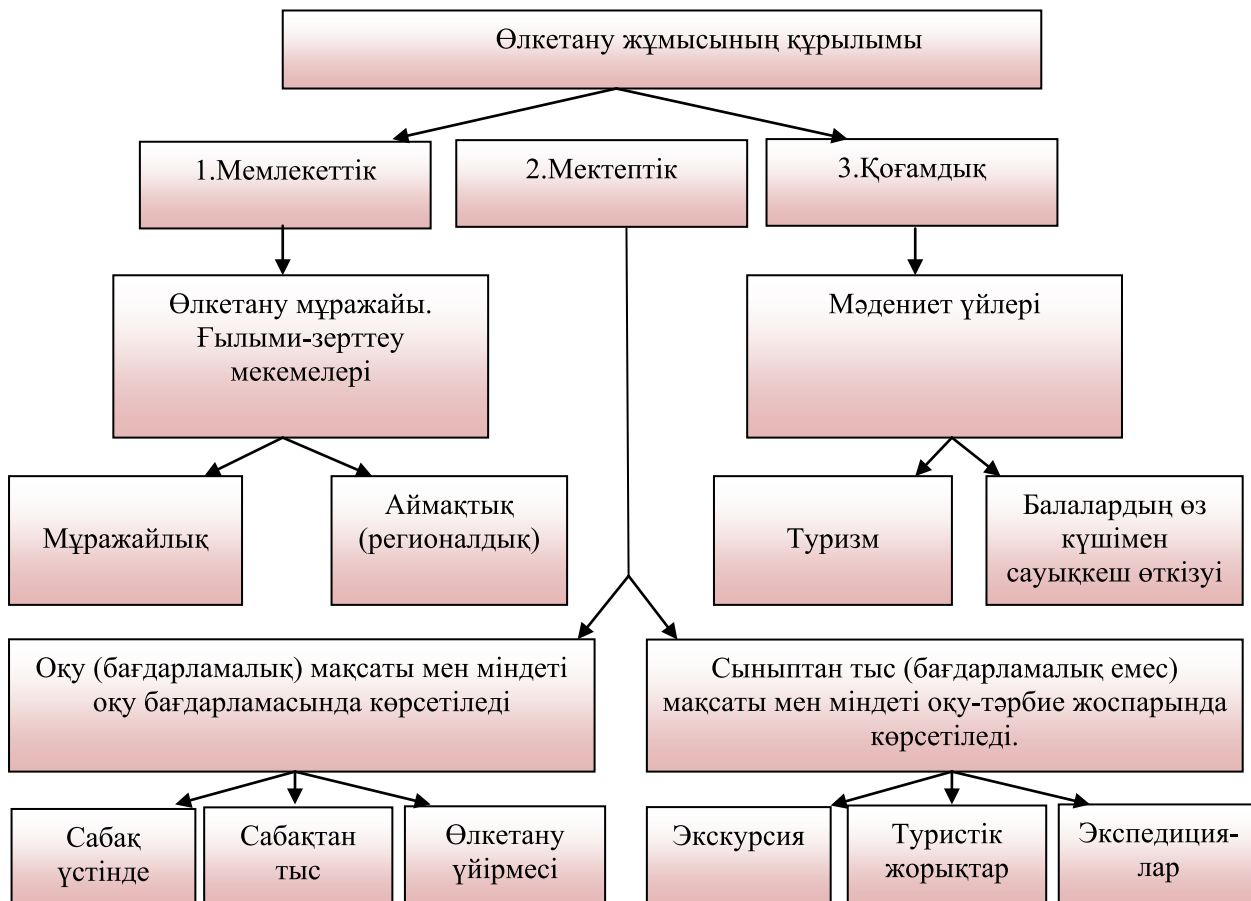 Өлкетану жұмысының құрылымы
1.Мемлекеттік
2.Мектептік
3.Қоғамдық
Өлкетану мұражайы.
Ғылыми-зерттеу
мекемелері
Мәдениет үйлері
Мұражайлық
Аймақтық
(регионалдық)
Туризм
Балалардың өз
күшімен
сауыққеш өткізуі
Оқу (бағдарламалық) мақсаты мен міндеті
оқу бағдарламасында көрсетіледі
Сыныптан тыс (бағдарламалық емес)
мақсаты мен міндеті оқу-тәрбие жоспарында
көрсетіледі.
Сабақ
үстінде
Сабақтан
тыс
Өлкетану
үйірмесі
Экскурсия
Туристік
жорықтар
Экспедиция-
лар